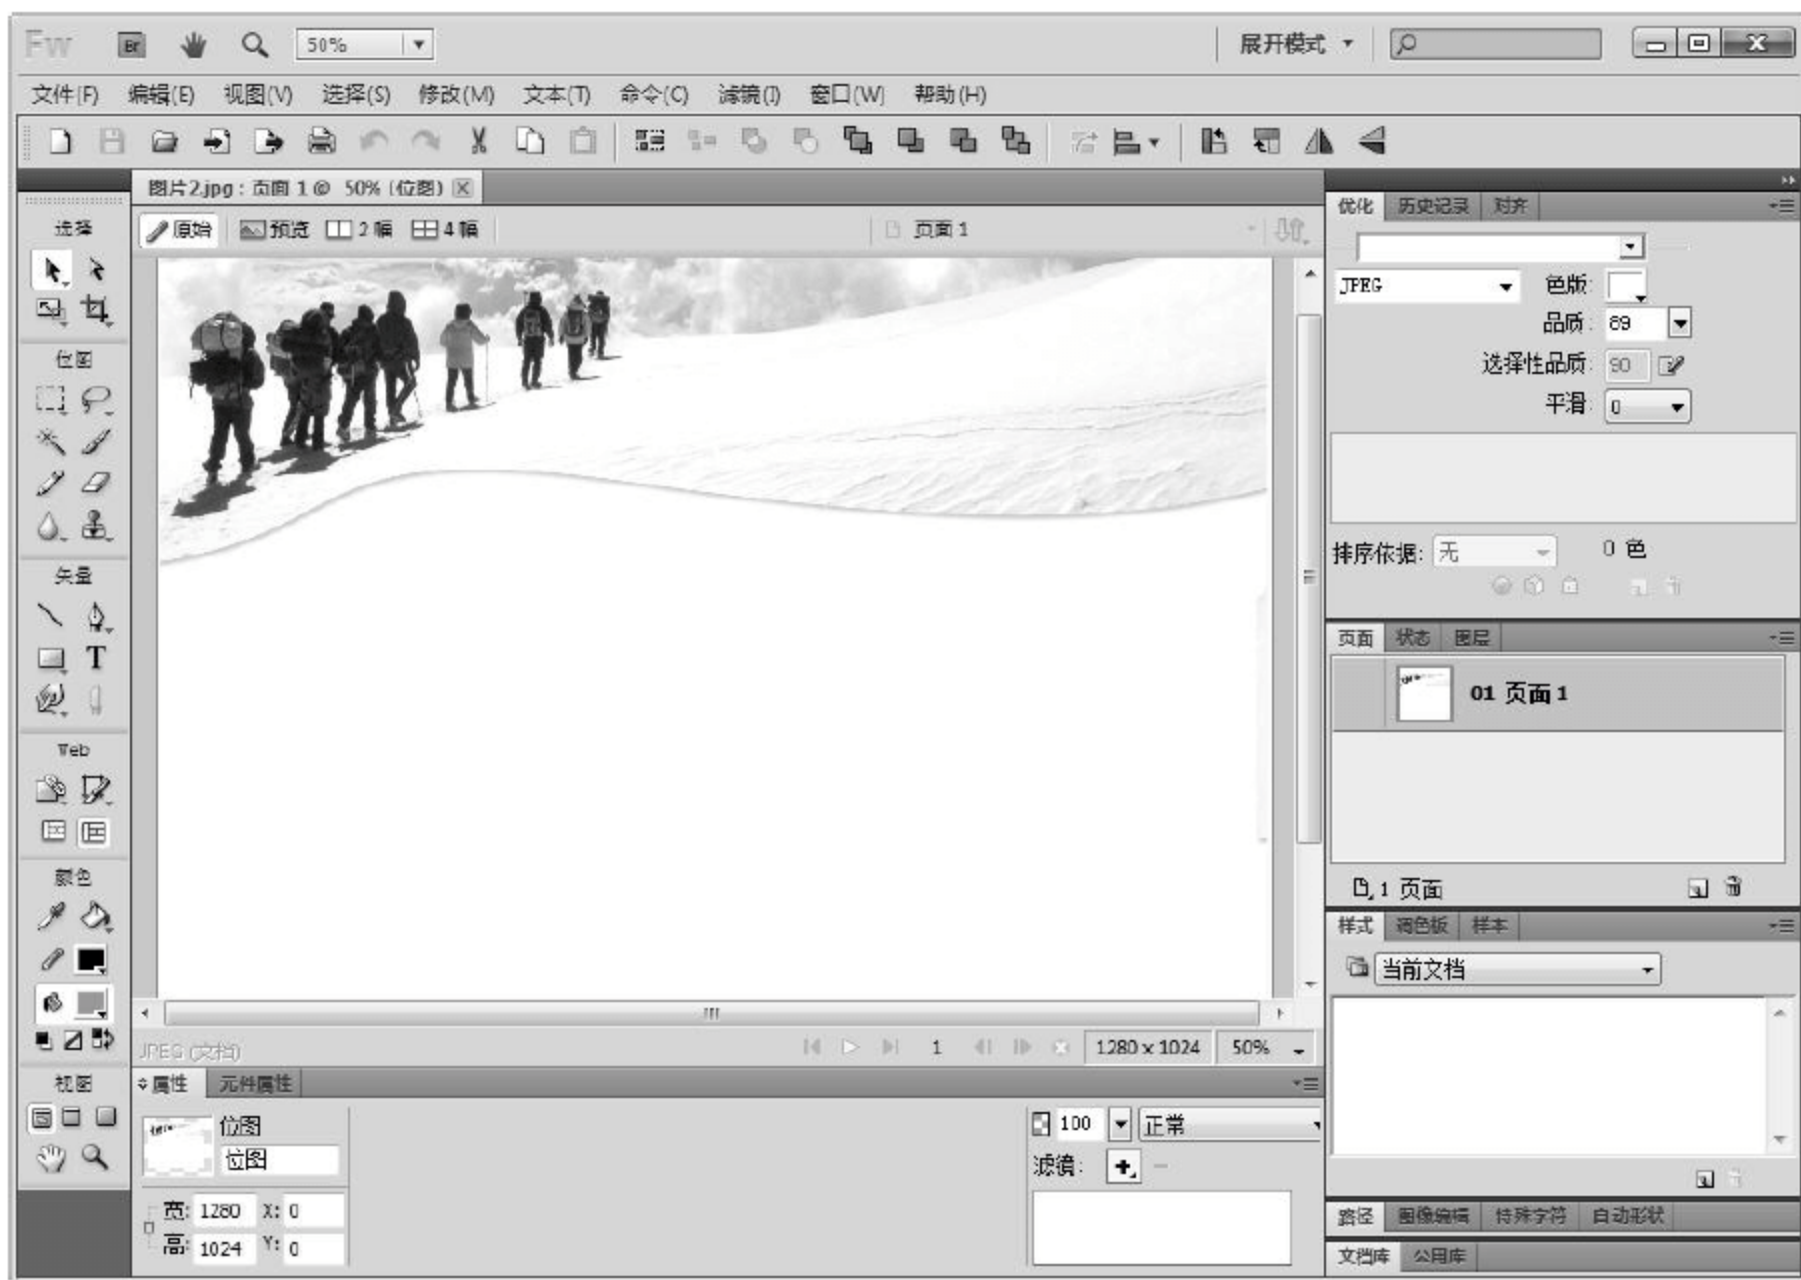 Fw Br 50% 展开模式
文件(F) 编辑(E) 视图(V) 选择(S) 修改(M) 文本(T) 命令(C) 滤镜(I) 窗口(W) 帮助(H)
图片2.jpg : 页面 1 @ 50% (位图)
原始 预览 2 幅 4 幅 页面 1
选择
位图
矢量
T
Web
颜色
视图
JPEG (文档) 1 1280 x 1024 50%
属性 元件属性
位图
位图
宽: 1280 X: 0
高: 1024 Y: 0
100 正常
滤镜:
优化 历史记录 对齐
JPEG 色版:
品质: 89
选择性品质: 90
平滑: 0
排序依据: 无 0 色
页面 状态 图层
01 页面 1
1 页面
样式 调色板 样本
当前文档
路径 图像编辑 特殊字符 自动形状
文档库 公用库